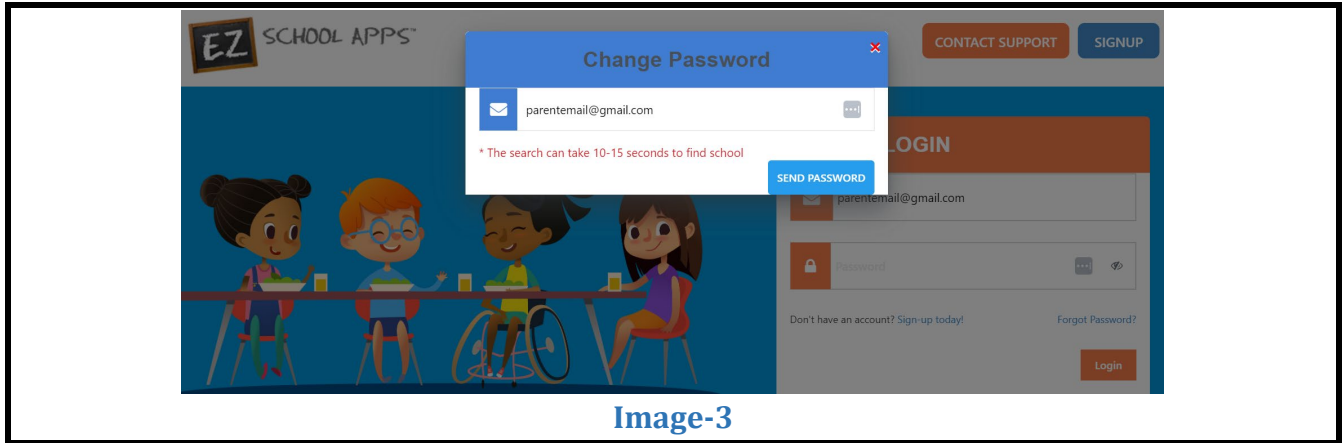 EZ SCHOOL APPS™
CONTACT SUPPORT
SIGNUP
Change Password
parentemail@gmail.com
* The search can take 10-15 seconds to find school
SEND PASSWORD
LOGIN
parentemail@gmail.com
Password
Don't have an account? Sign-up today!
Forgot Password?
Login
Image-3